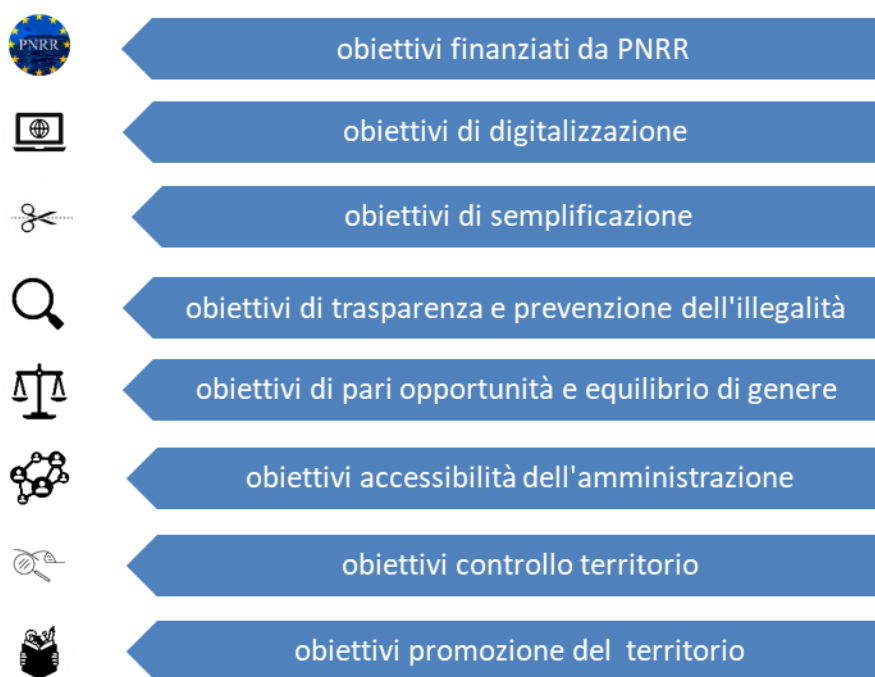 PNRR
obiettivi finanziati da PNRR
obiettivi di digitalizzazione
obiettivi di semplificazione
obiettivi di trasparenza e prevenzione dell'illegalità
obiettivi di pari opportunità e equilibrio di genere
obiettivi accessibilità dell'amministrazione
obiettivi controllo territorio
obiettivi promozione del  territorio